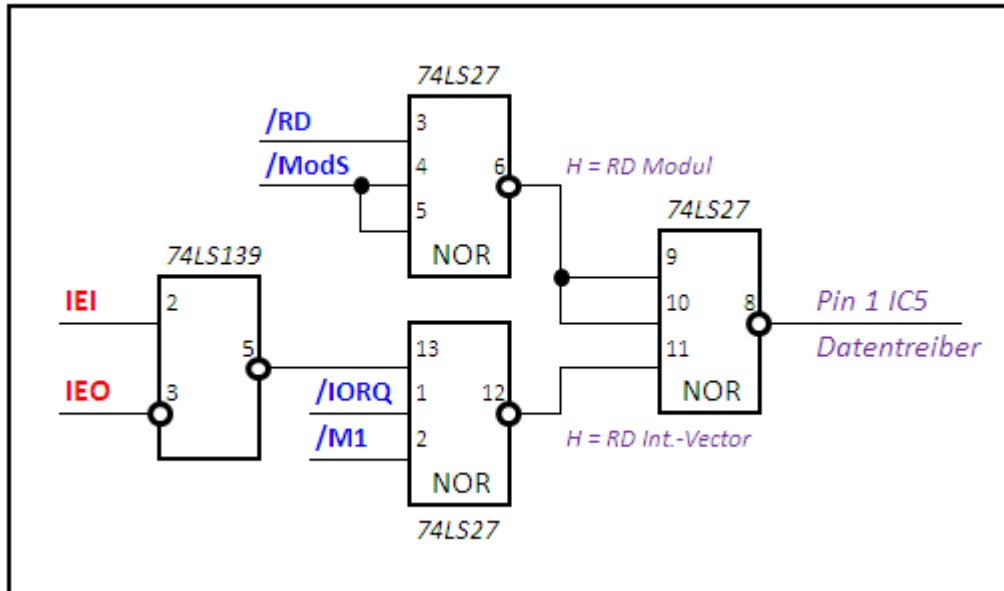 74LS27
/RD
3
/ModS
4
6
H = RD Modul
5
74LS27
74LS139
NOR
9
IEI
2
10
8
Pin 1 IC5
5
13
11
Datentreiber
IEO
3
/IORQ
1
12
NOR
/M1
2
H = RD Int.-Vector
NOR
74LS27